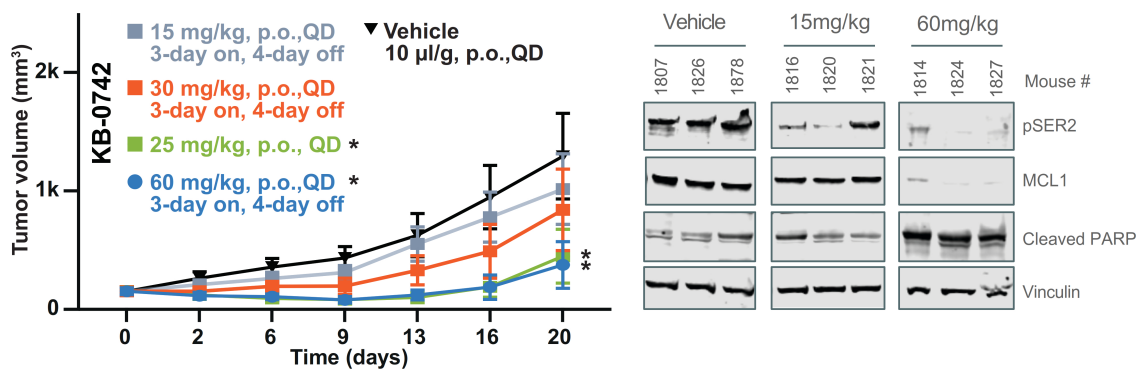 Tumor volume (mm³)
2k
1k
0
KB-0742
15 mg/kg, p.o.,QD
3-day on, 4-day off
30 mg/kg, p.o.,QD
3-day on, 4-day off
25 mg/kg, p.o., QD *
60 mg/kg, p.o.,QD *
3-day on, 4-day off
Vehicle
10 µl/g, p.o.,QD
*
*
0 2 6 9 13 16 20
Time (days)
Vehicle 15mg/kg 60mg/kg
1807 1826 1878 1816 1820 1821 1814 1824 1827 Mouse #
pSER2
MCL1
Cleaved PARP
Vinculin